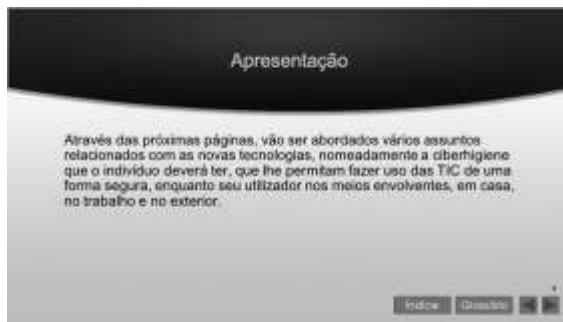 Apresentação
Através das próximas páginas, vão ser abordados vários assuntos
relacionados com as novas tecnologias, nomeadamente a ciberhigiene
que o indivíduo deverá ter, que lhe permitam fazer uso das TIC de uma
forma segura, enquanto seu utilizador nos meios envolventes, em casa,
no trabalho e no exterior.
Índice Glossário